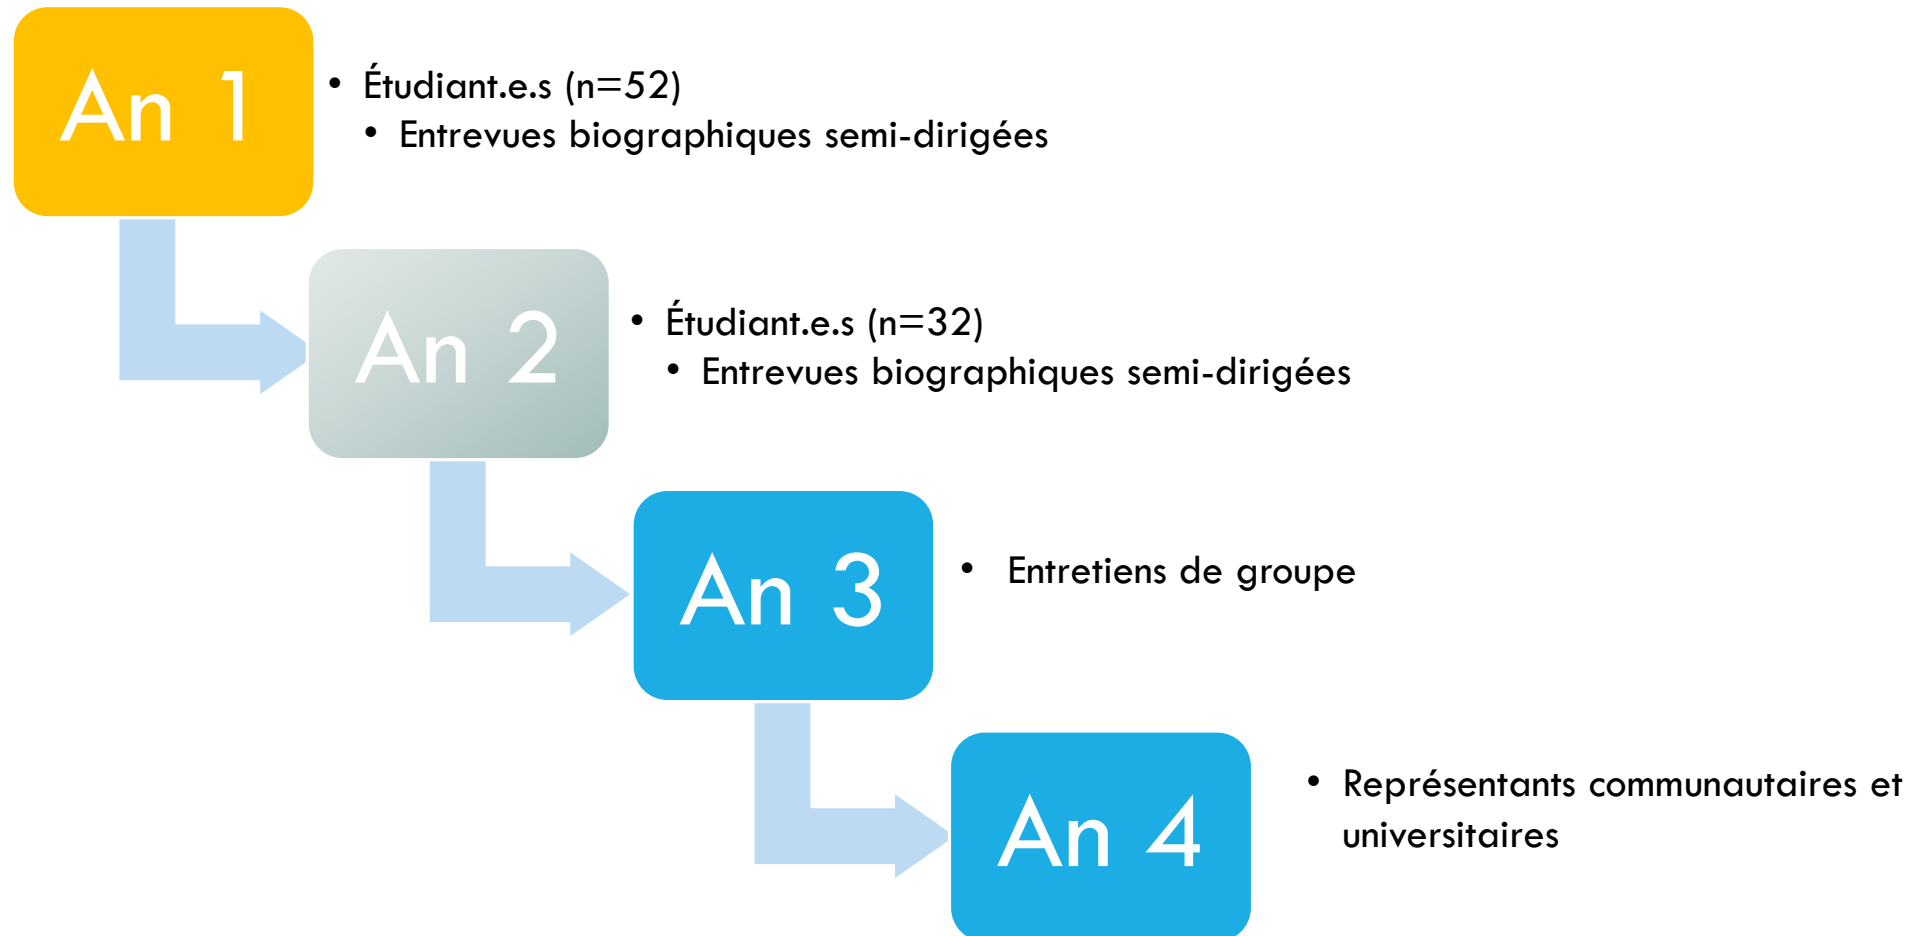 An 1
• Étudiant.e.s (n=52)
• Entrevues biographiques semi-dirigées
An 2
• Étudiant.e.s (n=32)
• Entrevues biographiques semi-dirigées
An 3
• Entretiens de groupe
An 4
• Représentants communautaires et
universitaires